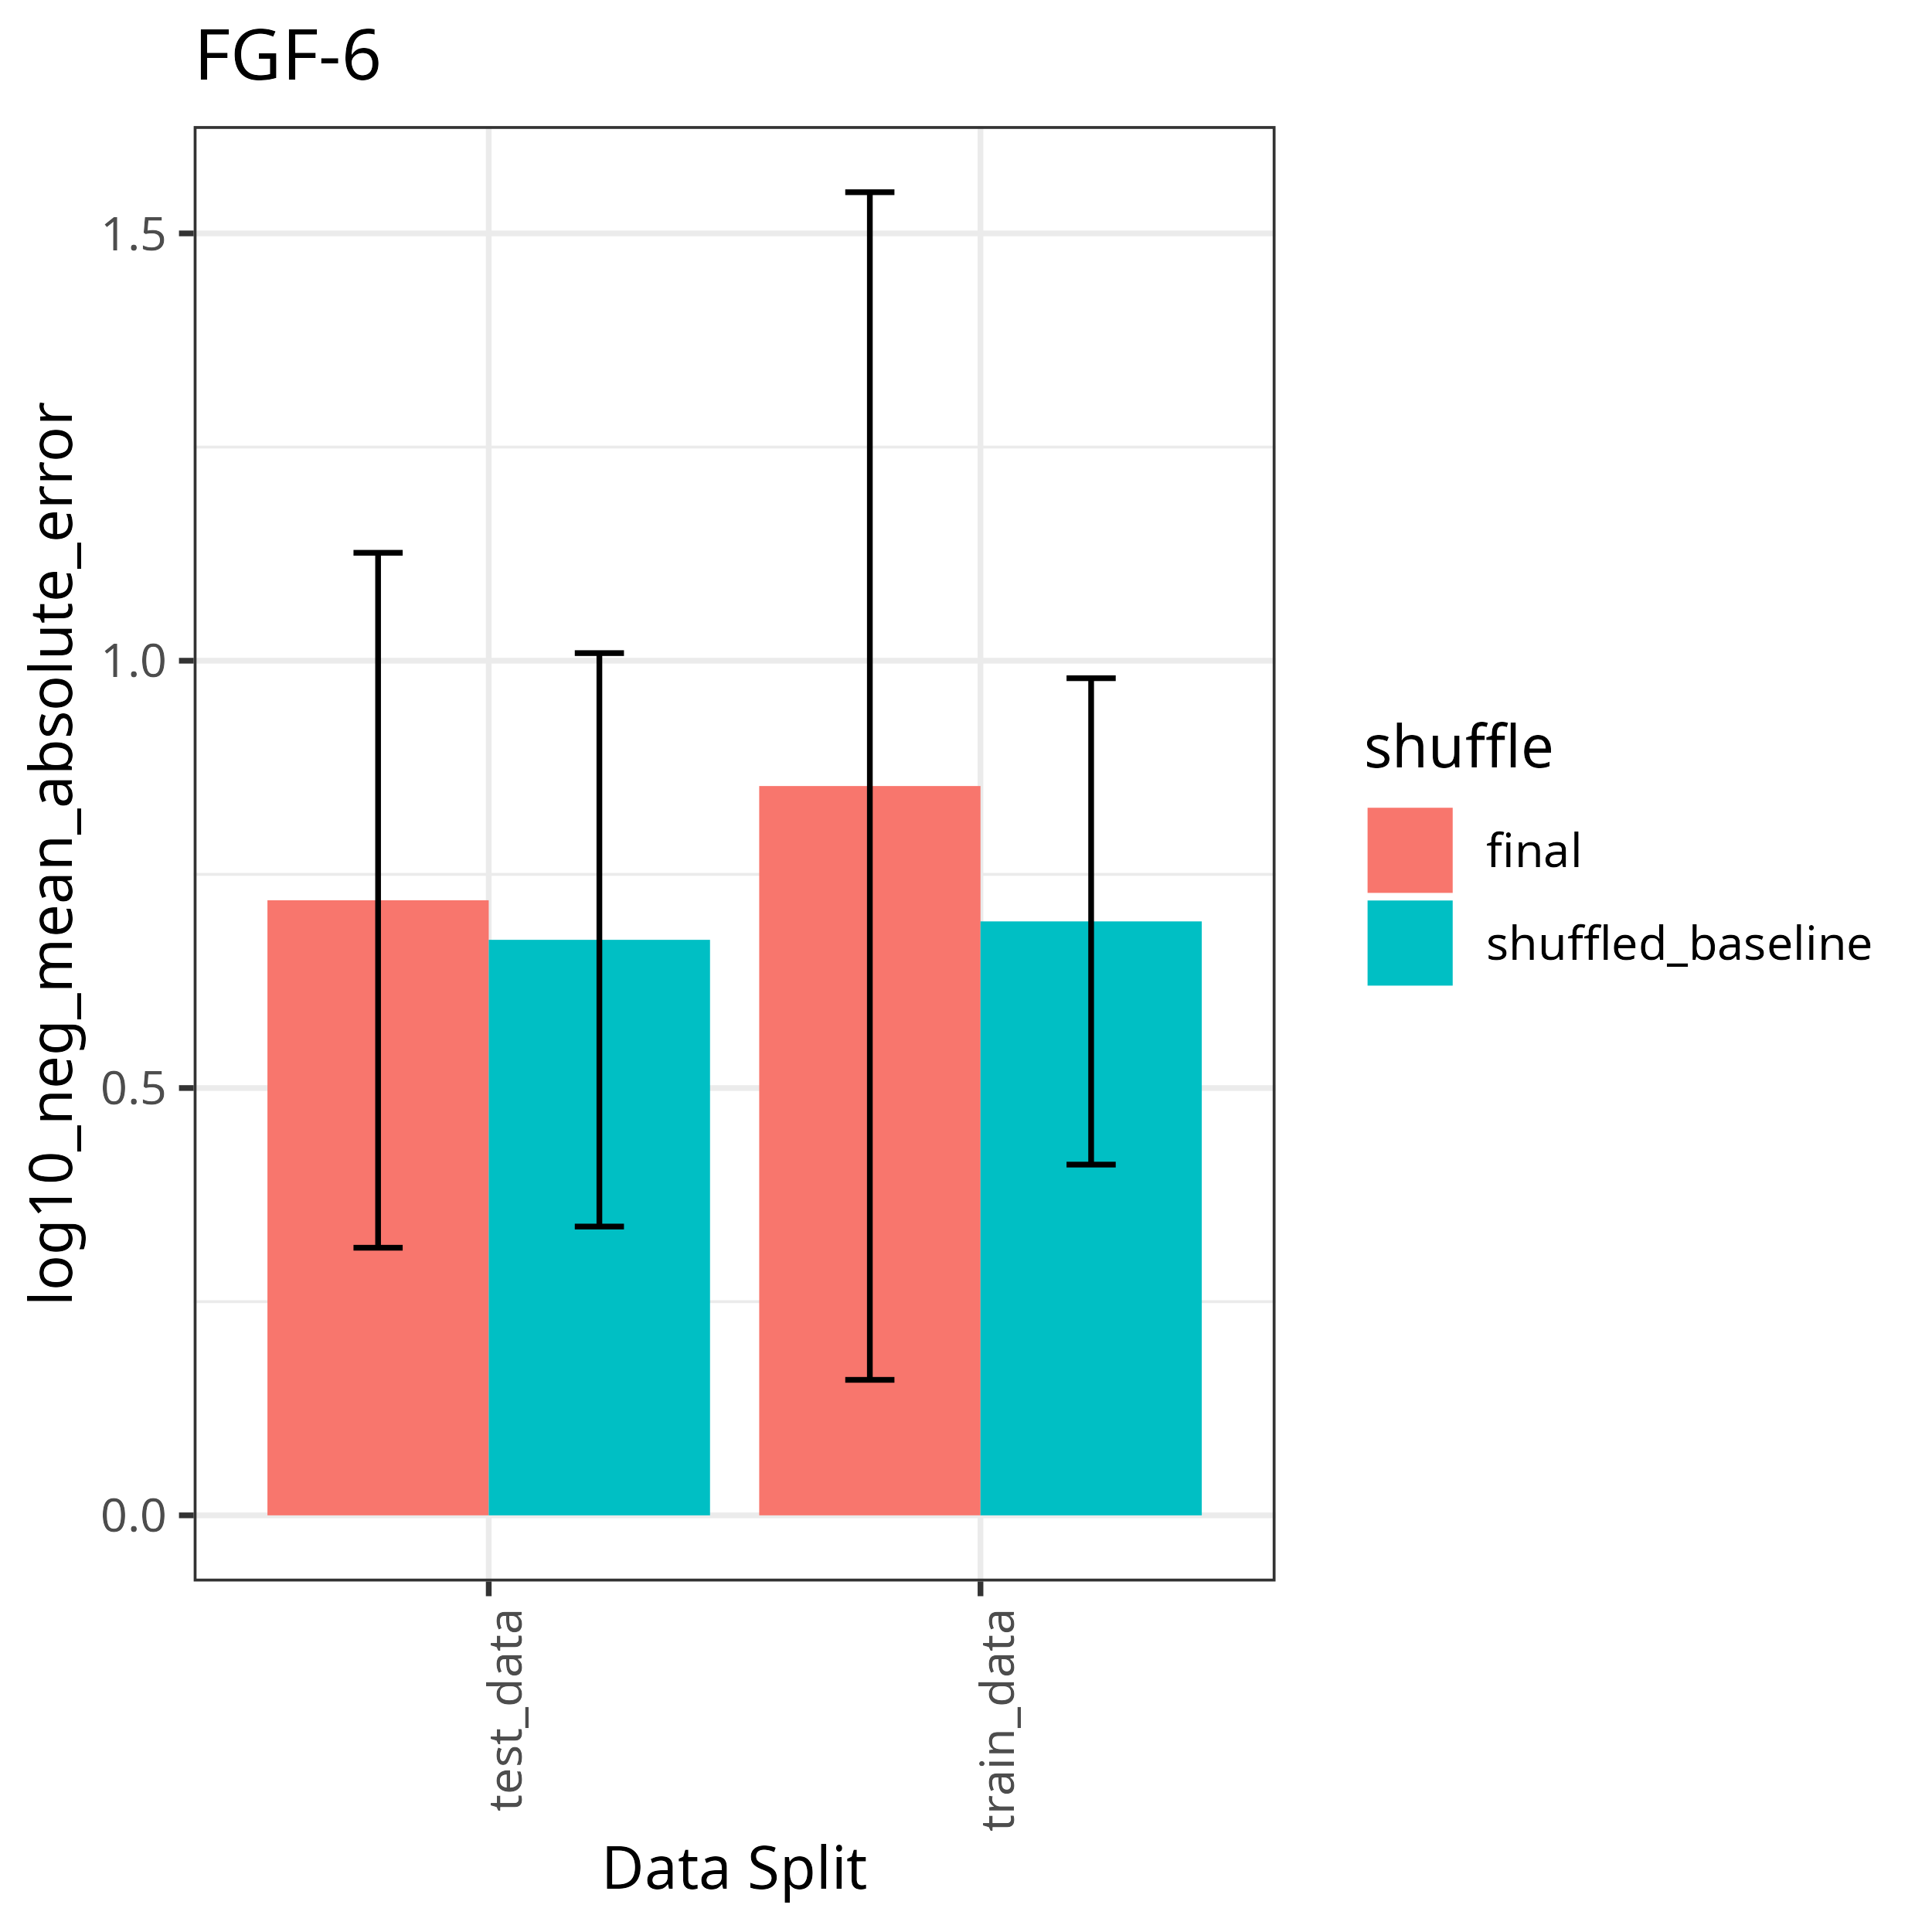 FGF-6
log10_neg_mean_absolute_error
1.5
1.0
0.5
0.0
test_data
train_data
Data Split
shuffle
final
shuffled_baseline